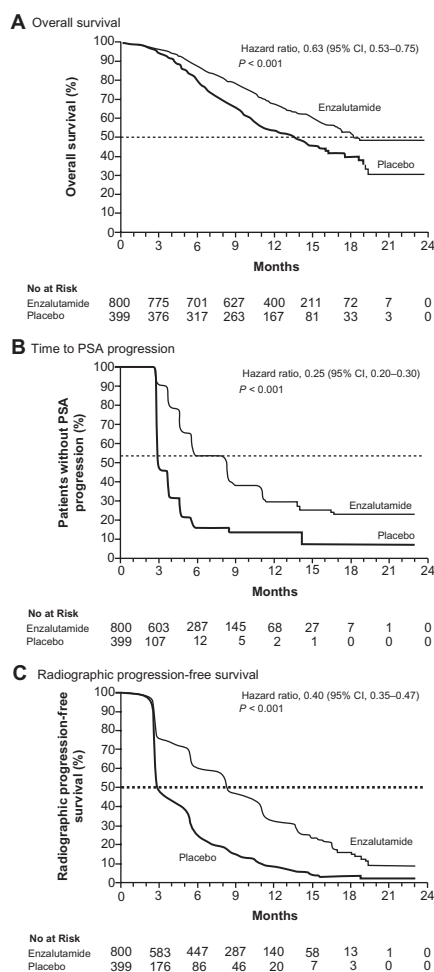 A Overall survival
Hazard ratio, 0.63 (95% CI, 0.53–0.75)
P < 0.001
Overall survival (%)
100
90
80
70
60
50
40
30
20
10
0
Enzalutamide
Placebo
0 3 6 9 12 15 18 21 24
Months
No at Risk
Enzalutamide 800 775 701 627 400 211 72 7 0
Placebo 399 376 317 263 167 81 33 3 0
B Time to PSA progression
Hazard ratio, 0.25 (95% CI, 0.20–0.30)
P < 0.001
Patients without PSA
progression (%)
100
90
80
70
60
50
40
30
20
10
0
Enzalutamide
Placebo
0 3 6 9 12 15 18 21 24
Months
No at Risk
Enzalutamide 800 603 287 145 68 27 7 1 0
Placebo 399 107 12 5 2 1 0 0 0
C Radiographic progression-free survival
Hazard ratio, 0.40 (95% CI, 0.35–0.47)
P < 0.001
Radiographic progression-free
survival (%)
100
90
80
70
60
50
40
30
20
10
0
Enzalutamide
Placebo
0 3 6 9 12 15 18 21 24
Months
No at Risk
Enzalutamide 800 583 447 287 140 58 13 1 0
Placebo 399 176 86 46 20 7 3 0 0